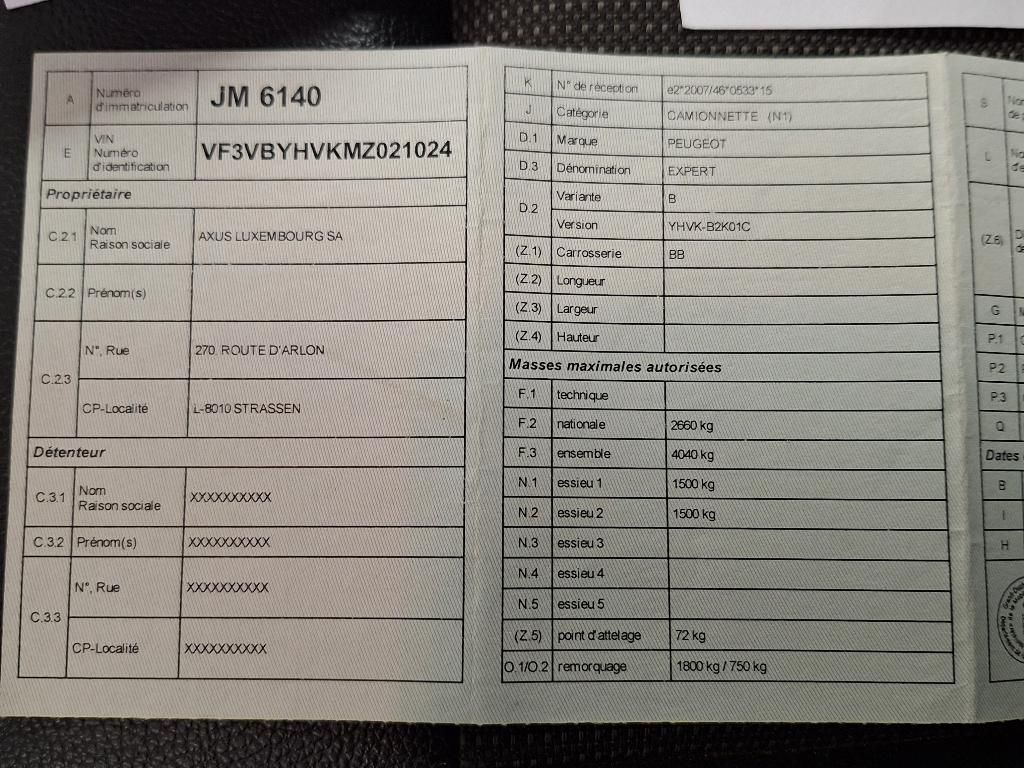 A Numéro d'immatriculation JM 6140
E VIN Numéro d'identification VF3VBYHVKMZ021024
Propriétaire
C.2.1 Nom Raison sociale AXUS LUXEMBOURG SA
C.2.2 Prénom(s)
C.2.3 N°, Rue 270, ROUTE D'ARLON
CP-Localité L-8010 STRASSEN
Détenteur
C.3.1 Nom Raison sociale XXXXXXXXXX
C.3.2 Prénom(s) XXXXXXXXXX
C.3.3 N°, Rue XXXXXXXXXX
CP-Localité XXXXXXXXXX
K N° de réception e2*2007/46*0533*15
J Catégorie CAMIONNETTE (N1)
D.1 Marque PEUGEOT
D.3 Dénomination EXPERT
D.2 Variante B
Version YHVK-B2K01C
(Z.1) Carrosserie BB
(Z.2) Longueur
(Z.3) Largeur
(Z.4) Hauteur
Masses maximales autorisées
F.1 technique
F.2 nationale 2660 kg
F.3 ensemble 4040 kg
N.1 essieu 1 1500 kg
N.2 essieu 2 1500 kg
N.3 essieu 3
N.4 essieu 4
N.5 essieu 5
(Z.5) point d'attelage 72 kg
O.1/O.2 remorquage 1800 kg / 750 kg
S
L
(Z.6)
G
P.1
P.2
P.3
Q
Dates
B
I
H